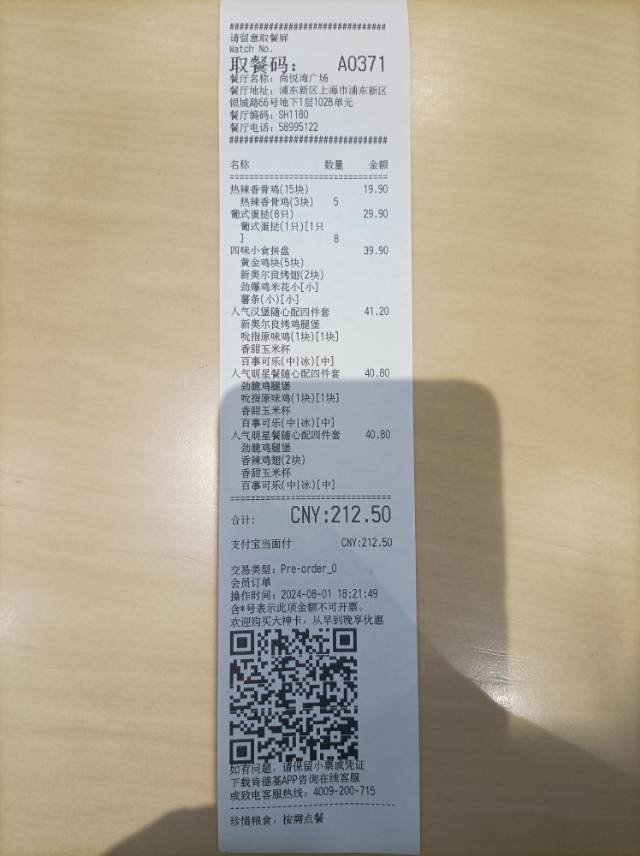 ################################
请留意取餐屏
Watch No.
取餐码: A0371
餐厅名称: 尚悦湾广场
餐厅地址: 浦东新区上海市浦东新区
银城路66号地下1层102B单元
餐厅编码: SH1180
餐厅电话: 58995122
################################
名称 数量 金额
================================
热辣香骨鸡(15块) 19.90
热辣香骨鸡(3块) 5
葡式蛋挞(8只) 29.90
葡式蛋挞(1只)[1只
] 8
四味小食拼盘 39.90
黄金鸡块(5块)
新奥尔良烤翅(2块)
劲爆鸡米花小[小]
薯条(小)[小]
人气汉堡随心配四件套 41.20
新奥尔良烤鸡腿堡
吮指原味鸡(1块)[1块]
香甜玉米杯
百事可乐(中|冰)[中]
人气明星餐随心配四件套 40.80
劲脆鸡腿堡
吮指原味鸡(1块)[1块]
香甜玉米杯
百事可乐(中|冰)[中]
人气明星餐随心配四件套 40.80
劲脆鸡腿堡
香辣鸡翅(2块)
香甜玉米杯
百事可乐(中|冰)[中]
================================
合计: CNY:212.50
支付宝当面付 CNY:212.50
交易类型: Pre-order_0
会员订单
操作时间: 2024-08-01 18:21:49
含*号表示此项金额不可开票。
欢迎购买大神卡，从早到晚享优惠
如有问题，请保留小票或凭证
下载肯德基APP咨询在线客服
或致电客服热线: 4009-200-715
--------------------------------
珍惜粮食，按需点餐